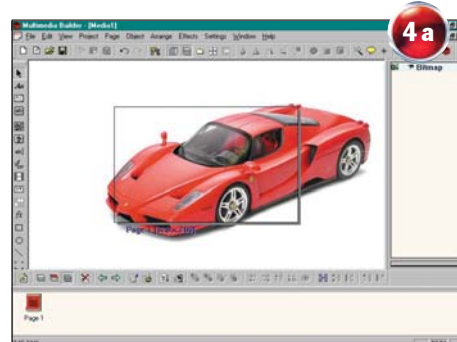 Multimedia Builder - [Media1]
4a
File Edit View Project Page Object Arrange Effects Settings Window Help
Bitmap
Page 1